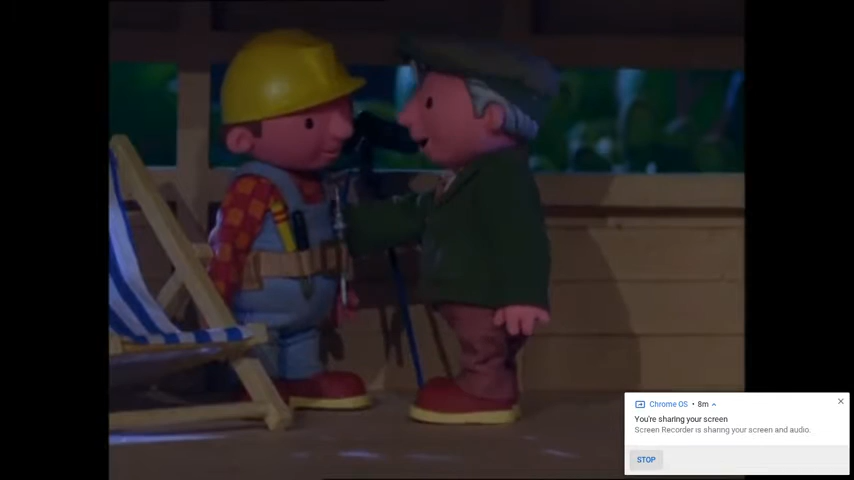 Chrome OS • 8m
You're sharing your screen
Screen Recorder is sharing your screen and audio.
STOP